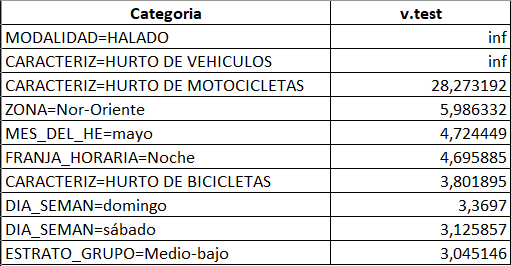 Categoria v.test
MODALIDAD=HALADO inf
CARACTERIZ=HURTO DE VEHICULOS inf
CARACTERIZ=HURTO DE MOTOCICLETAS 28,273192
ZONA=Nor-Oriente 5,986332
MES_DEL_HE=mayo 4,724449
FRANJA_HORARIA=Noche 4,695885
CARACTERIZ=HURTO DE BICICLETAS 3,801895
DIA_SEMAN=domingo 3,3697
DIA_SEMAN=sábado 3,125857
ESTRATO_GRUPO=Medio-bajo 3,045146